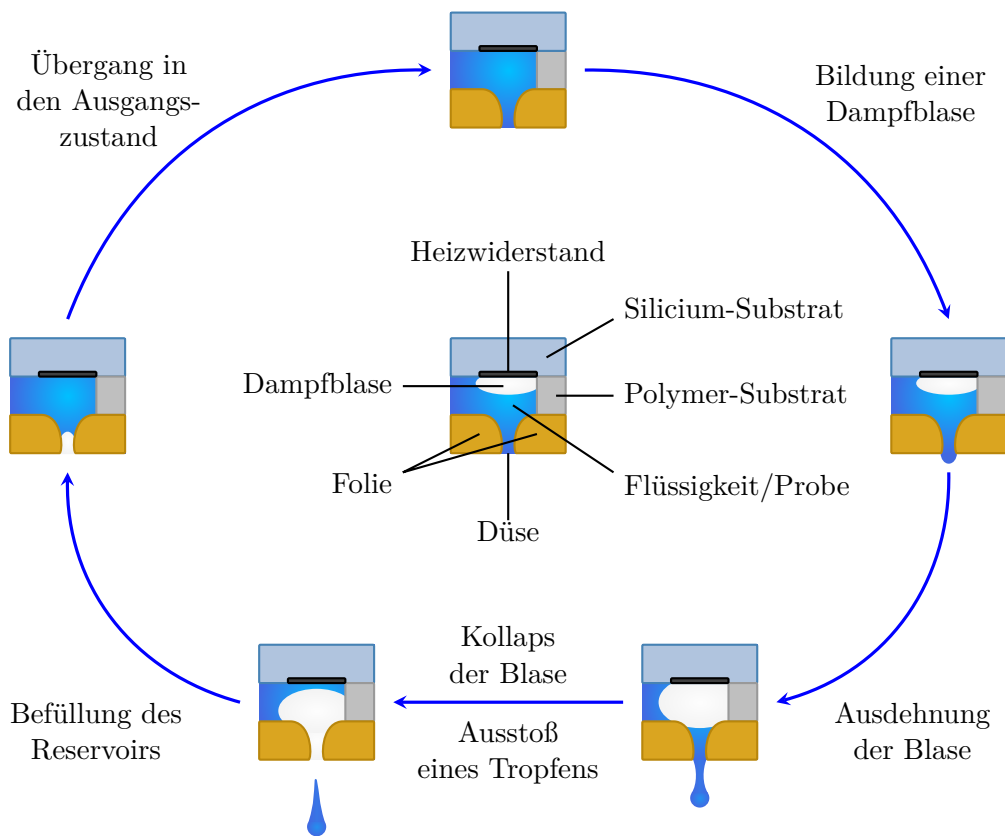 Übergang in
den Ausgangs-
zustand
Bildung einer
Dampfblase
Heizwiderstand
Silicium-Substrat
Dampfblase
Polymer-Substrat
Folie
Flüssigkeit/Probe
Düse
Kollaps
der Blase
Befüllung des
Reservoirs
Ausstoß
eines Tropfens
Ausdehnung
der Blase